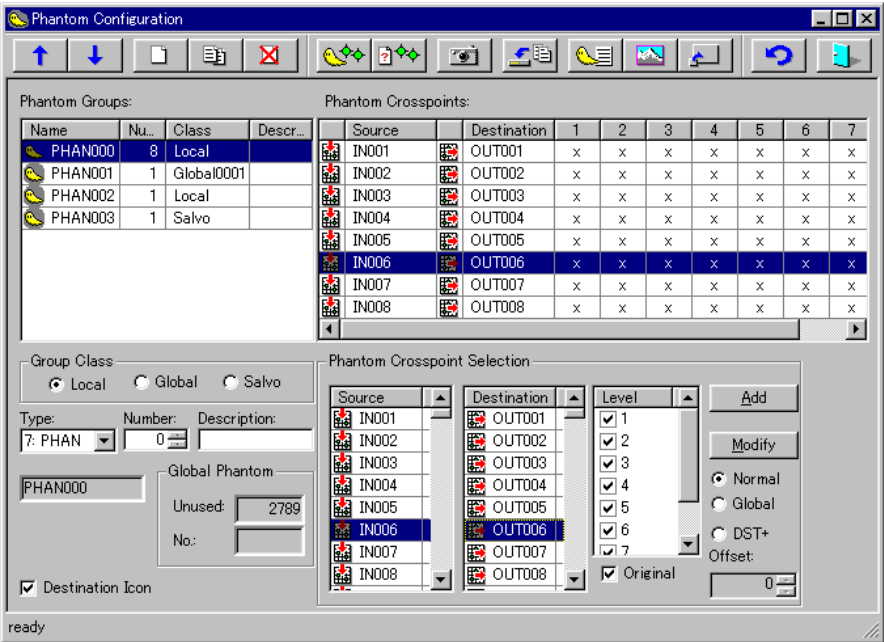 Phantom Configuration
Phantom Groups:
Name Nu... Class Descr...
PHAN000 8 Local
PHAN001 1 Global0001
PHAN002 1 Local
PHAN003 1 Salvo
Phantom Crosspoints:
Source Destination 1 2 3 4 5 6 7
IN001 OUT001 x x x x x x x
IN002 OUT002 x x x x x x x
IN003 OUT003 x x x x x x x
IN004 OUT004 x x x x x x x
IN005 OUT005 x x x x x x x
IN006 OUT006 x x x x x x x
IN007 OUT007 x x x x x x x
IN008 OUT008 x x x x x x x
Group Class
Local Global Salvo
Type: Number: Description:
7: PHAN 0
PHAN000
Global Phantom
Unused: 2789
No.:
Destination Icon
Phantom Crosspoint Selection
Source Destination Level
IN001 OUT001 1
IN002 OUT002 2
IN003 OUT003 3
IN004 OUT004 4
IN005 OUT005 5
IN006 OUT006 6
IN007 OUT007 7
IN008 OUT008
Original
Add
Modify
Normal
Global
DST+
Offset:
0
ready